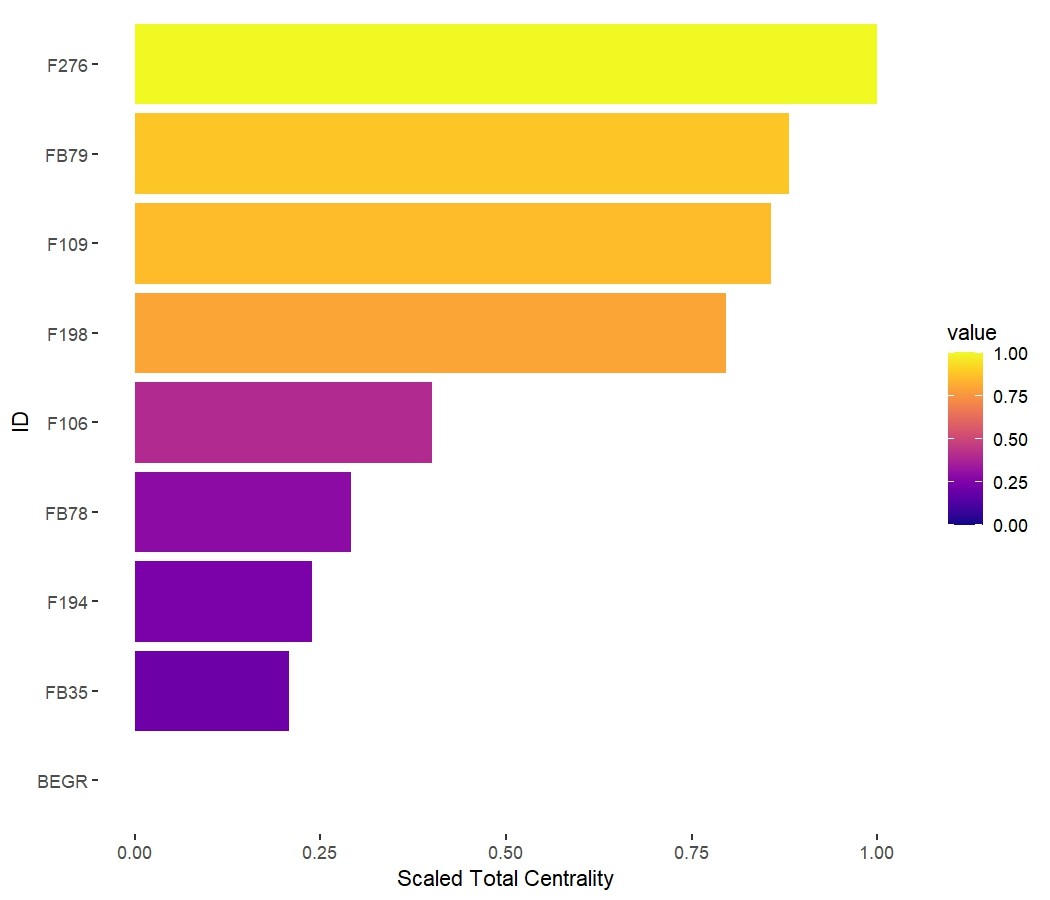 F276
FB79
F109
F198
F106
FB78
F194
FB35
BEGR
ID
0.00 0.25 0.50 0.75 1.00
Scaled Total Centrality
value
1.00
0.75
0.50
0.25
0.00